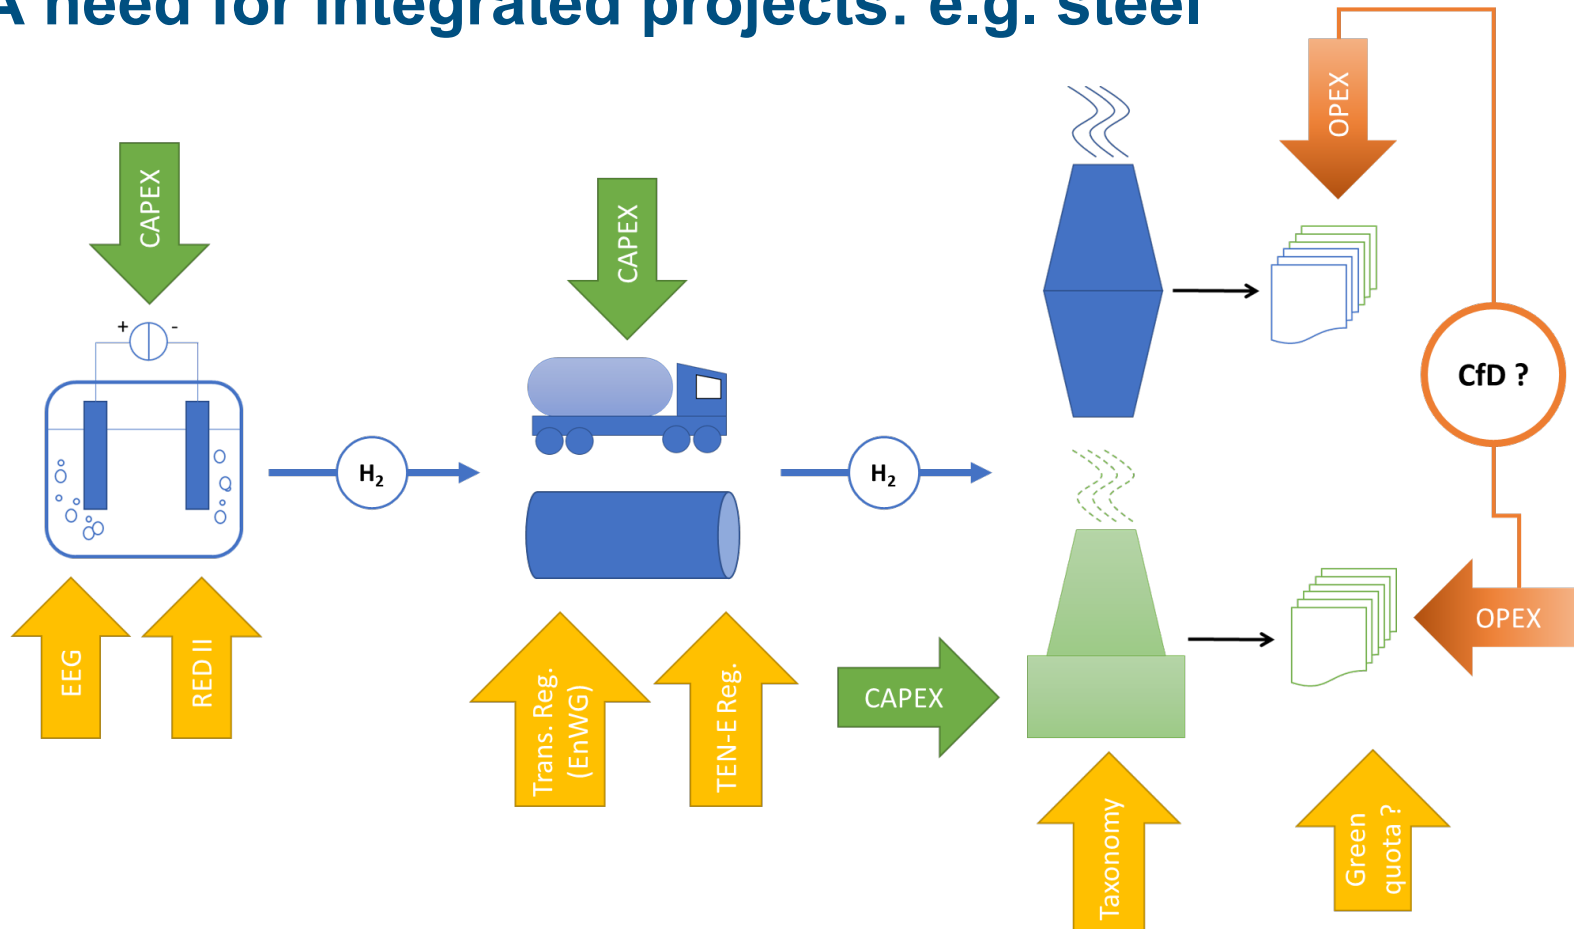 A need for integrated projects: e.g. steel
OPEX
CAPEX
CAPEX
+ -
CfD ?
H₂
H₂
EEG
RED II
Trans. Reg.
(EnWG)
TEN-E Reg.
CAPEX
OPEX
Taxonomy
Green
quota ?